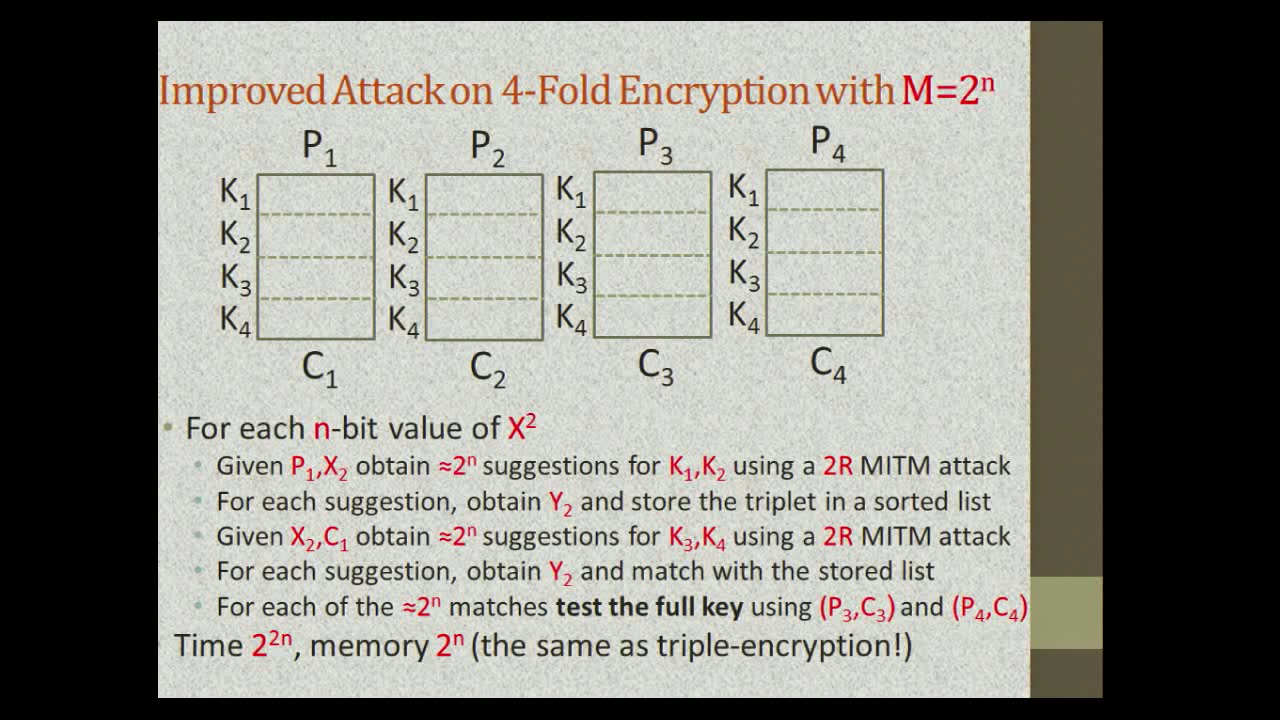 Improved Attack on 4-Fold Encryption with M=2ⁿ
P₁ P₂ P₃ P₄
K₁ K₁ K₁ K₁
K₂ K₂ K₂ K₂
K₃ K₃ K₃ K₃
K₄ K₄ K₄ K₄
C₁ C₂ C₃ C₄
• For each n-bit value of X²
• Given P₁,X₂ obtain ≈2ⁿ suggestions for K₁,K₂ using a 2R MITM attack
• For each suggestion, obtain Y₂ and store the triplet in a sorted list
• Given X₂,C₁ obtain ≈2ⁿ suggestions for K₃,K₄ using a 2R MITM attack
• For each suggestion, obtain Y₂ and match with the stored list
• For each of the ≈2ⁿ matches test the full key using (P₃,C₃) and (P₄,C₄)
Time 2²ⁿ, memory 2ⁿ (the same as triple-encryption!)